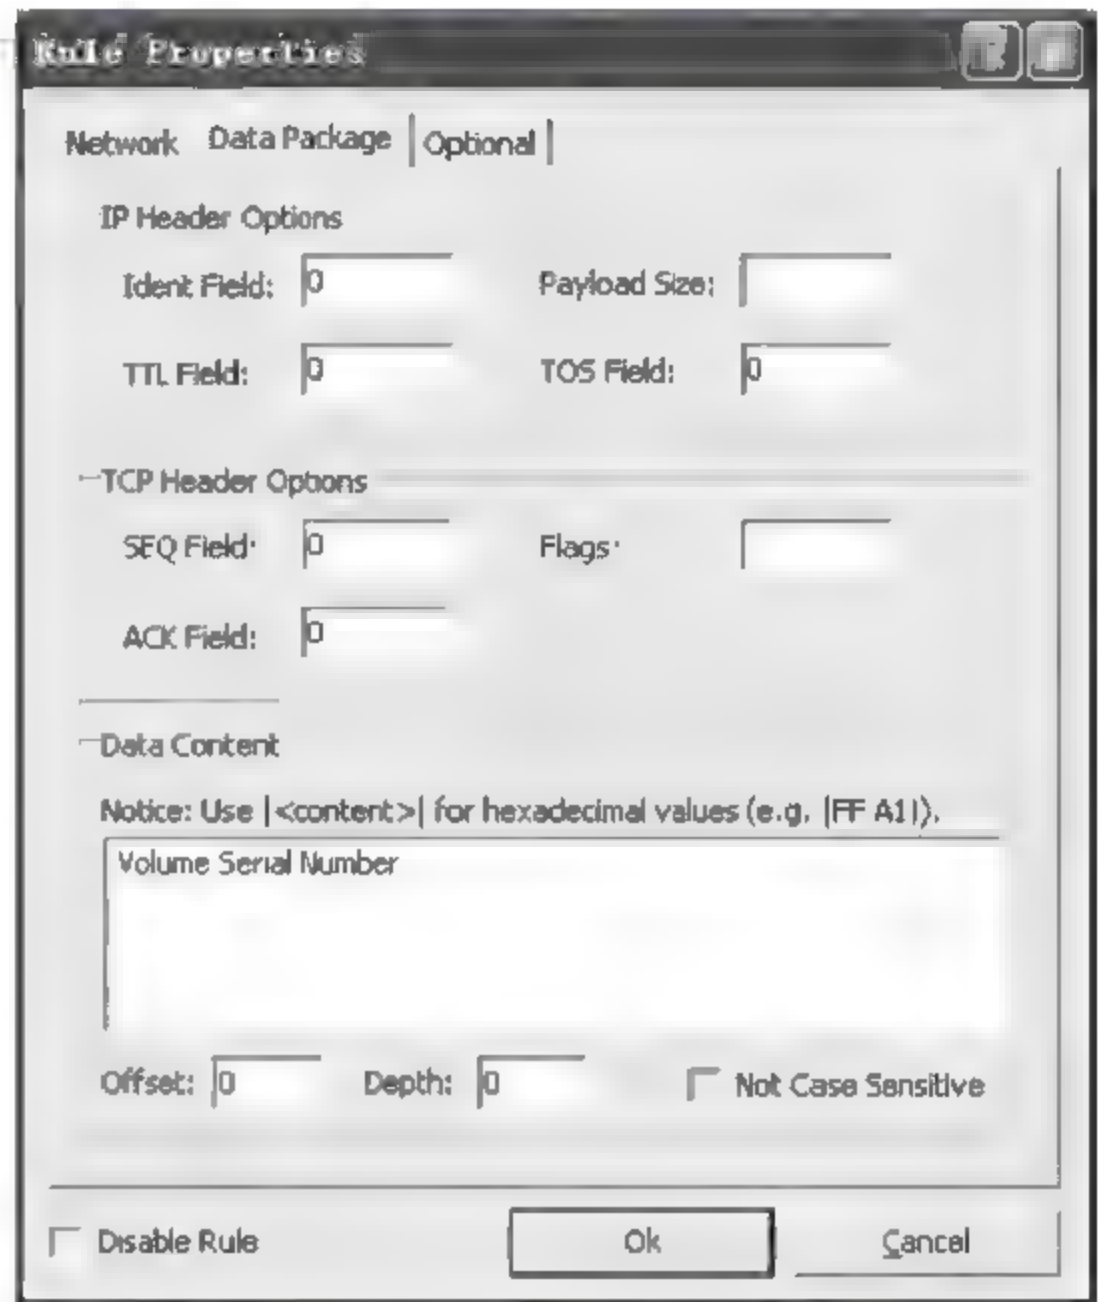 Rule Properties
Network Data Package Optional
IP Header Options
Ident Field: 0 Payload Size:
TTL Field: 0 TOS Field: 0
TCP Header Options
SEQ Field: 0 Flags:
ACK Field: 0
Data Content
Notice: Use |<content>| for hexadecimal values (e.g. |FF A1|).
Volume Serial Number
Offset: 0 Depth: 0 Not Case Sensitive
Disable Rule Ok Cancel